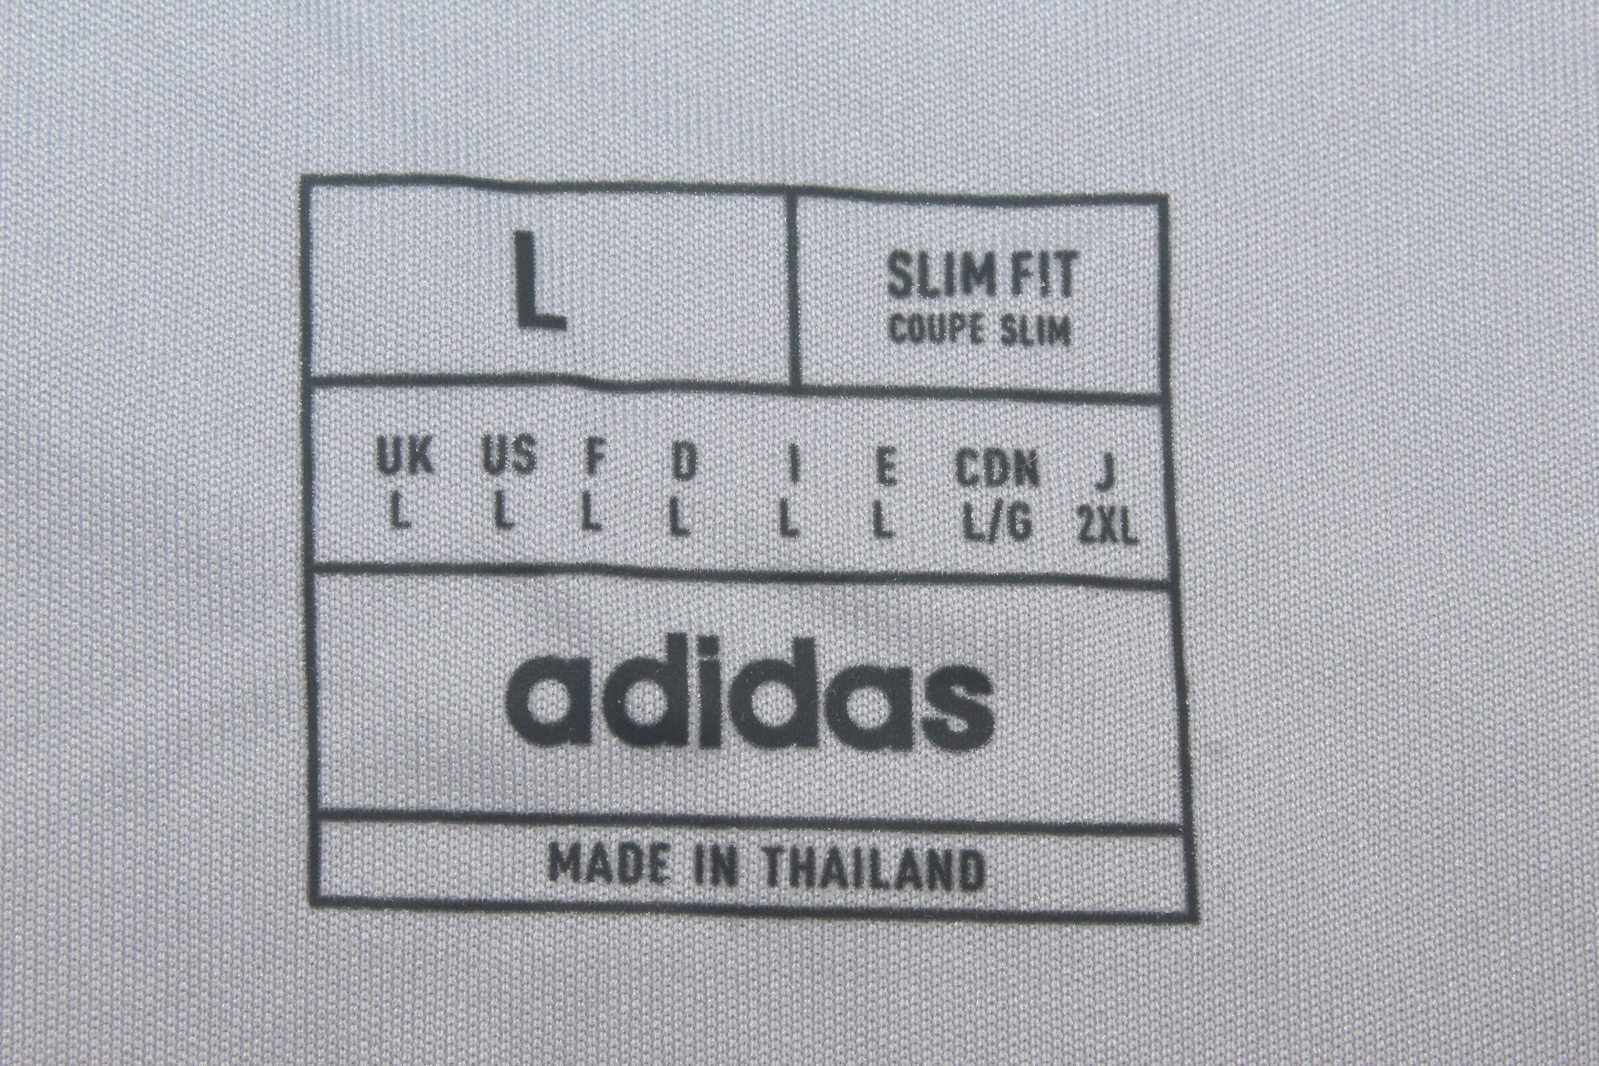 L
SLIM FIT
COUPE SLIM
UK US F D I E CDN J
L L L L L L L/G 2XL
adidas
MADE IN THAILAND